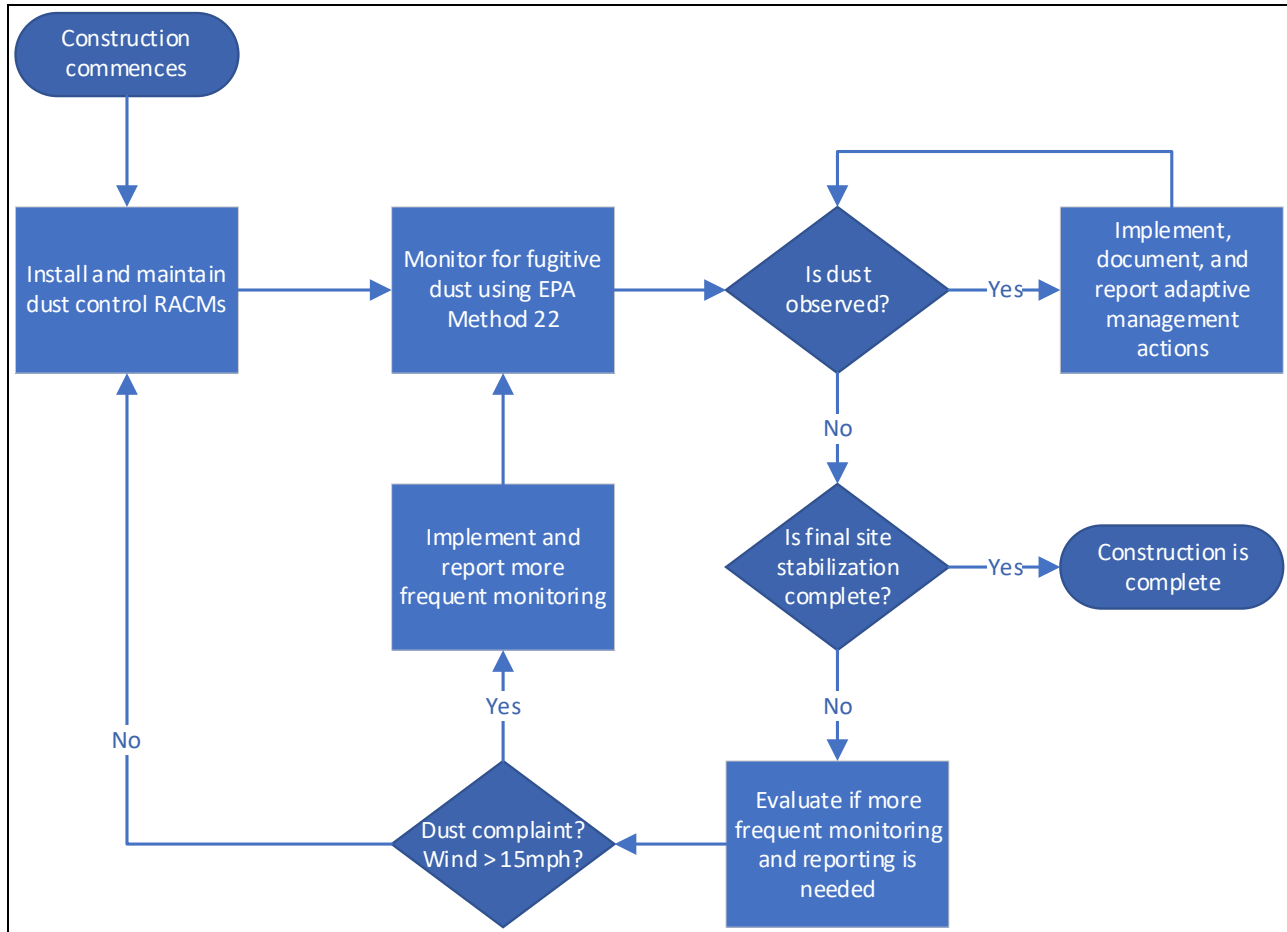 Construction
commences
Install and maintain
dust control RACMs
Monitor for fugitive
dust using EPA
Method 22
Is dust
observed?
Yes
Implement,
document, and
report adaptive
management
actions
No
Is final site
stabilization
complete?
Yes
Construction is
complete
No
Evaluate if more
frequent monitoring
and reporting is
needed
Dust complaint?
Wind > 15mph?
Yes
Implement and
report more
frequent monitoring
No